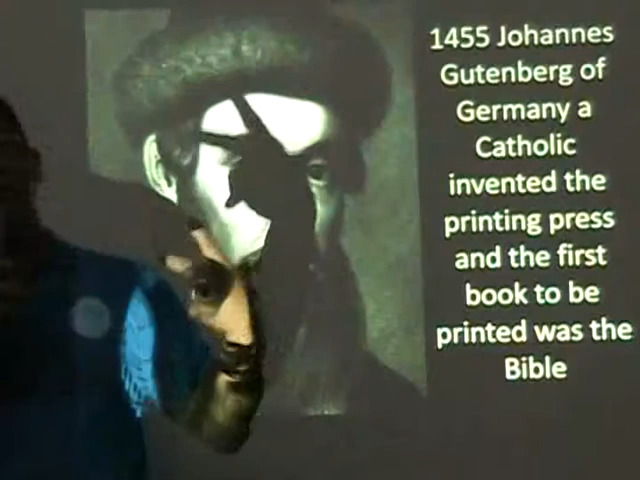 1455 Johannes
Gutenberg of
Germany a
Catholic
invented the
printing press
and the first
book to be
printed was the
Bible